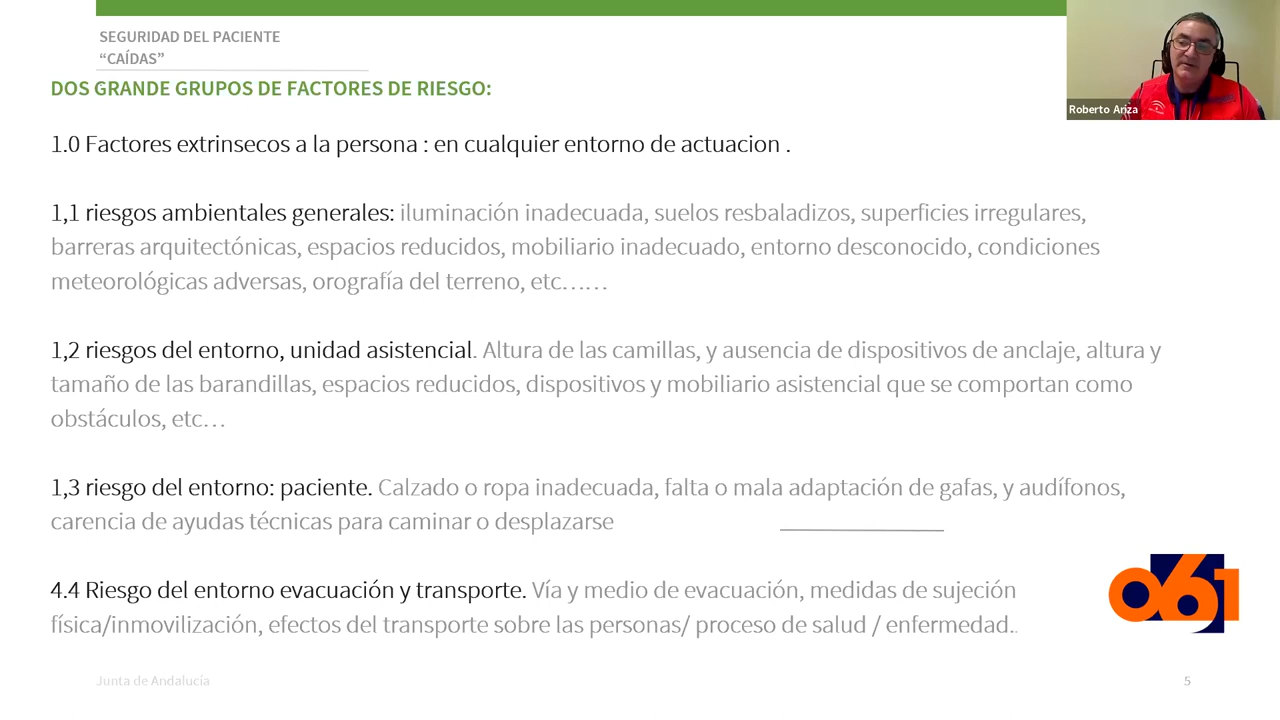 SEGURIDAD DEL PACIENTE
“CAÍDAS”
DOS GRANDE GRUPOS DE FACTORES DE RIESGO:
Roberto Ariza
1.0 Factores extrinsecos a la persona : en cualquier entorno de actuacion .
1,1 riesgos ambientales generales: iluminación inadecuada, suelos resbaladizos, superficies irregulares,
barreras arquitectónicas, espacios reducidos, mobiliario inadecuado, entorno desconocido, condiciones
meteorológicas adversas, orografía del terreno, etc……
1,2 riesgos del entorno, unidad asistencial. Altura de las camillas, y ausencia de dispositivos de anclaje, altura y
tamaño de las barandillas, espacios reducidos, dispositivos y mobiliario asistencial que se comportan como
obstáculos, etc…
1,3 riesgo del entorno: paciente. Calzado o ropa inadecuada, falta o mala adaptación de gafas, y audífonos,
carencia de ayudas técnicas para caminar o desplazarse
4.4 Riesgo del entorno evacuación y transporte. Vía y medio de evacuación, medidas de sujeción
física/inmovilización, efectos del transporte sobre las personas/ proceso de salud / enfermedad..
061
Junta de Andalucía
5